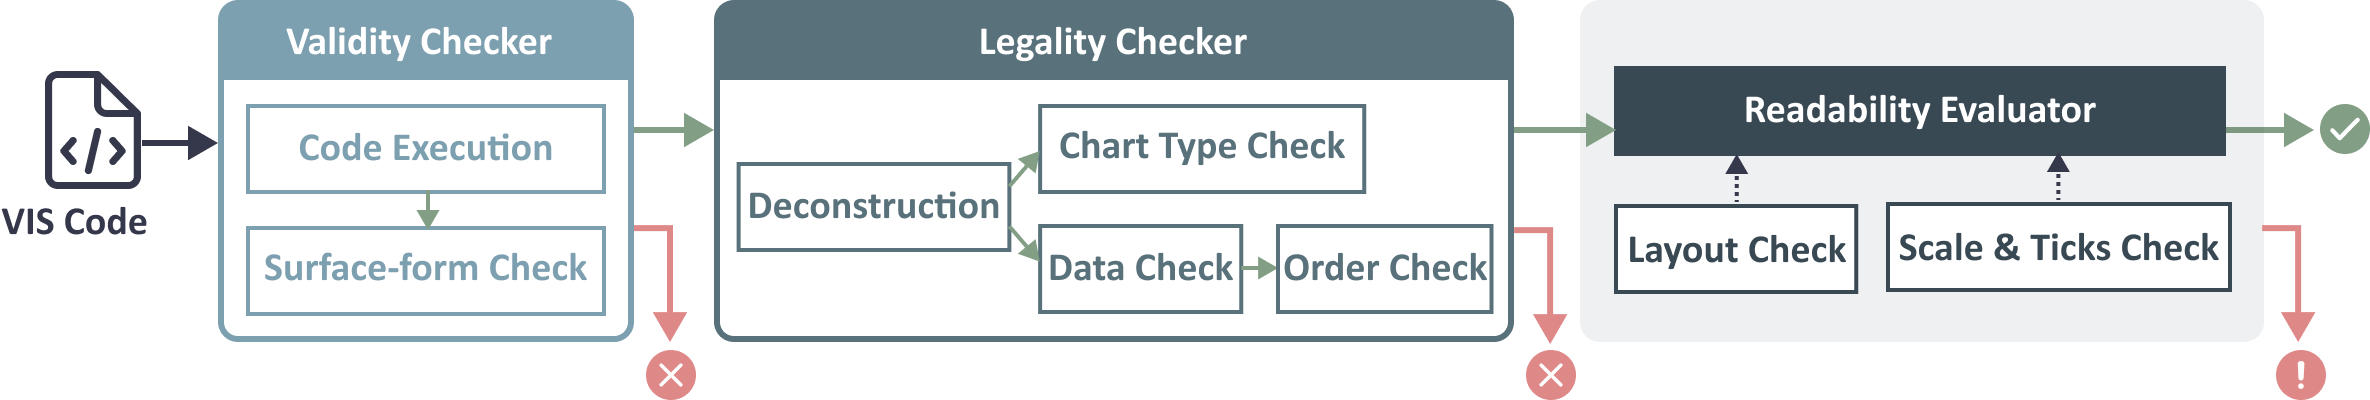 VIS Code
Validity Checker
Code Execution
Surface-form Check
Legality Checker
Deconstruction
Chart Type Check
Data Check
Order Check
Readability Evaluator
Layout Check
Scale & Ticks Check